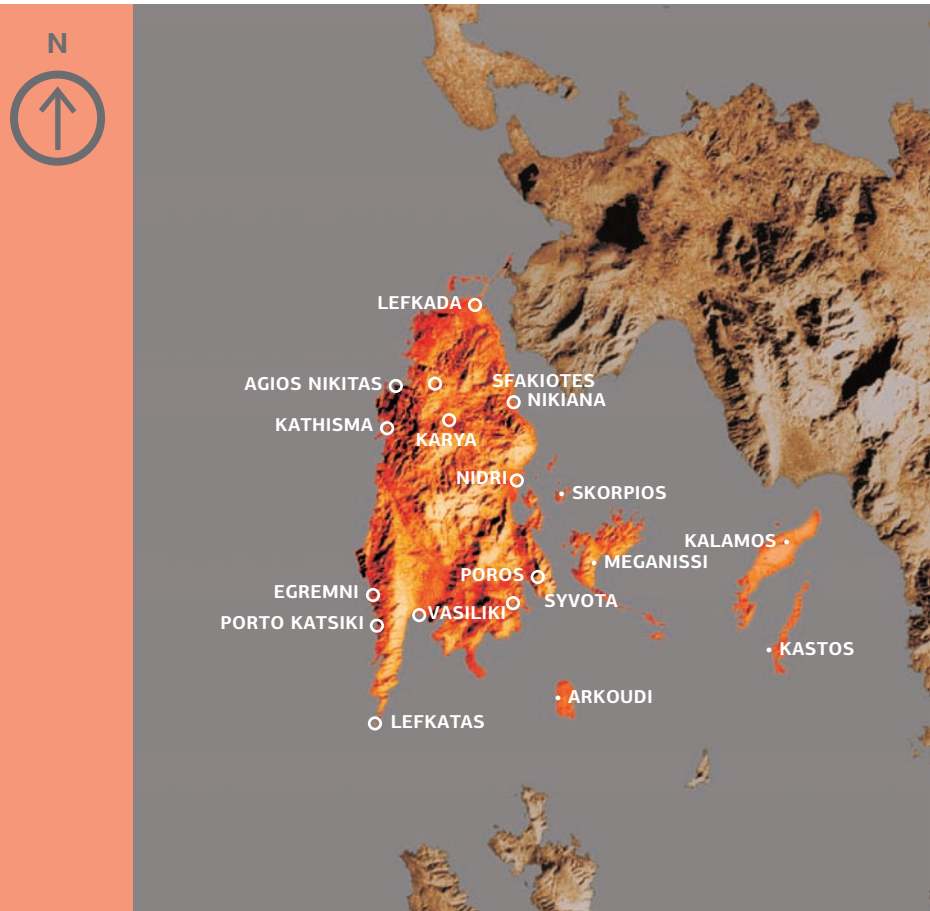 N
LEFKADA
AGIOS NIKITAS
SFAKIOTES
NIKIANA
KATHISMA
KARYA
NIDRI
SKORPIOS
KALAMOS
MEGANISSI
POROS
EGREMNI
SYVOTA
VASILIKI
PORTO KATSIKI
KASTOS
ARKOUDI
LEFKATAS